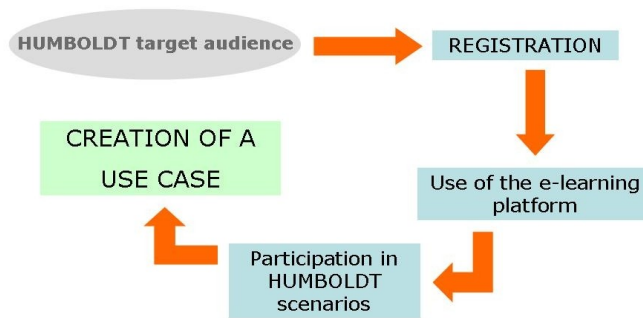 HUMBOLDT target audience
REGISTRATION
Use of the e-learning
platform
Participation in
HUMBOLDT
scenarios
CREATION OF A
USE CASE